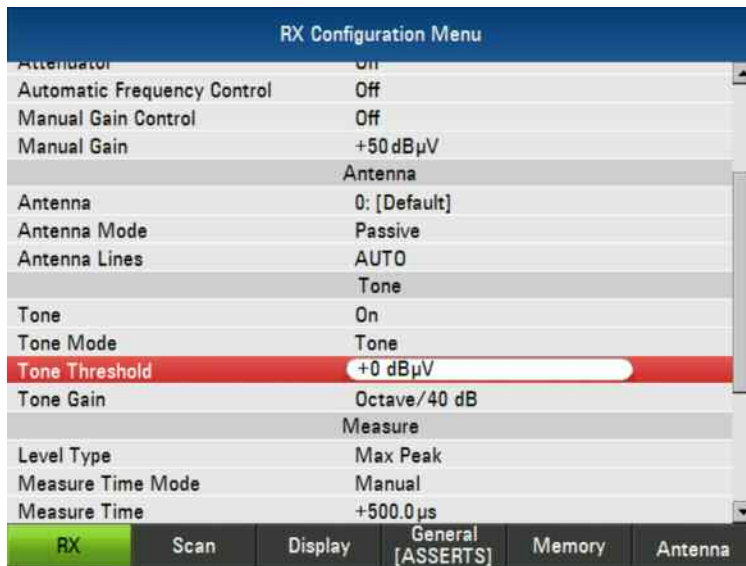 RX Configuration Menu
Attenuator On
Automatic Frequency Control Off
Manual Gain Control Off
Manual Gain +50 dBµV
Antenna
Antenna 0: [Default]
Antenna Mode Passive
Antenna Lines AUTO
Tone
Tone On
Tone Mode Tone
Tone Threshold +0 dBµV
Tone Gain Octave/40 dB
Measure
Level Type Max Peak
Measure Time Mode Manual
Measure Time +500.0 µs
RX Scan Display General [ASSERTS] Memory Antenna